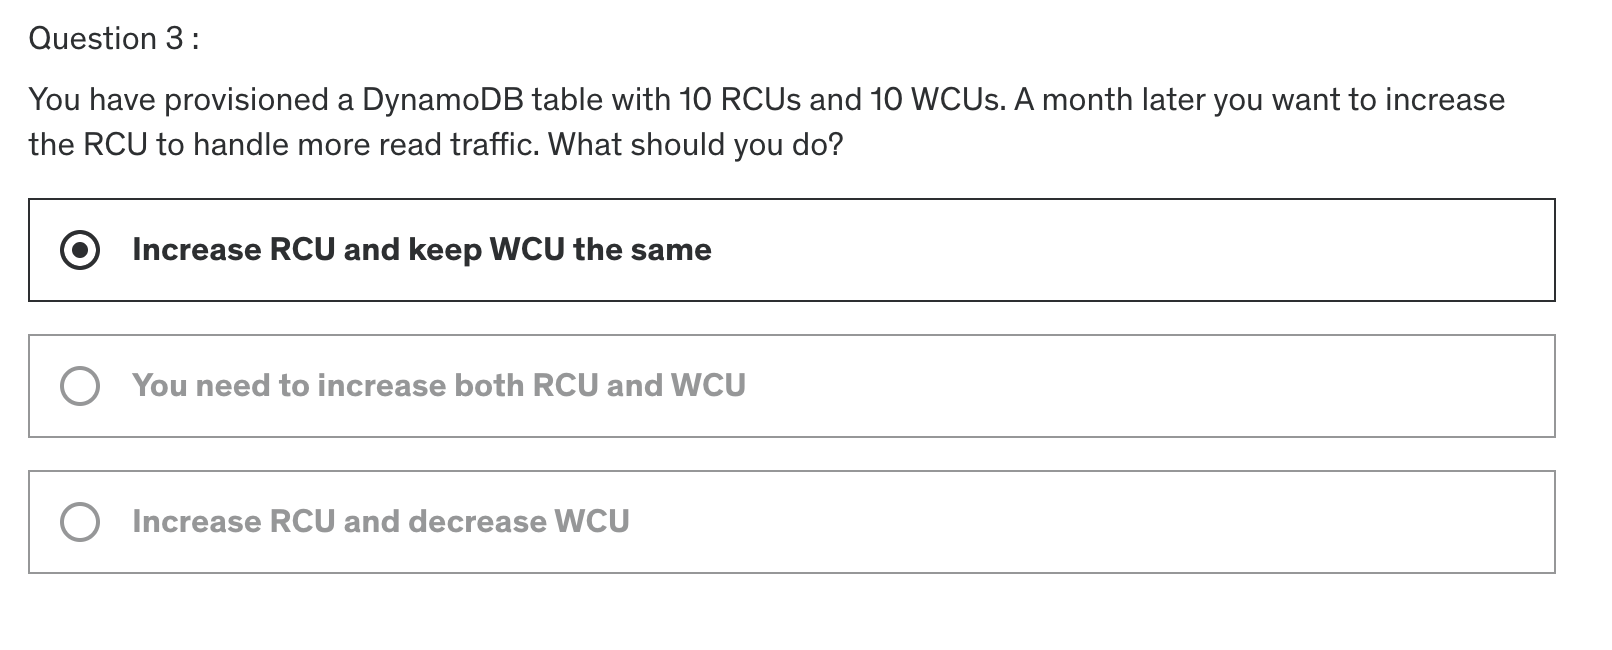 Question 3 :
You have provisioned a DynamoDB table with 10 RCUs and 10 WCUs. A month later you want to increase
the RCU to handle more read traffic. What should you do?
Increase RCU and keep WCU the same
You need to increase both RCU and WCU
Increase RCU and decrease WCU